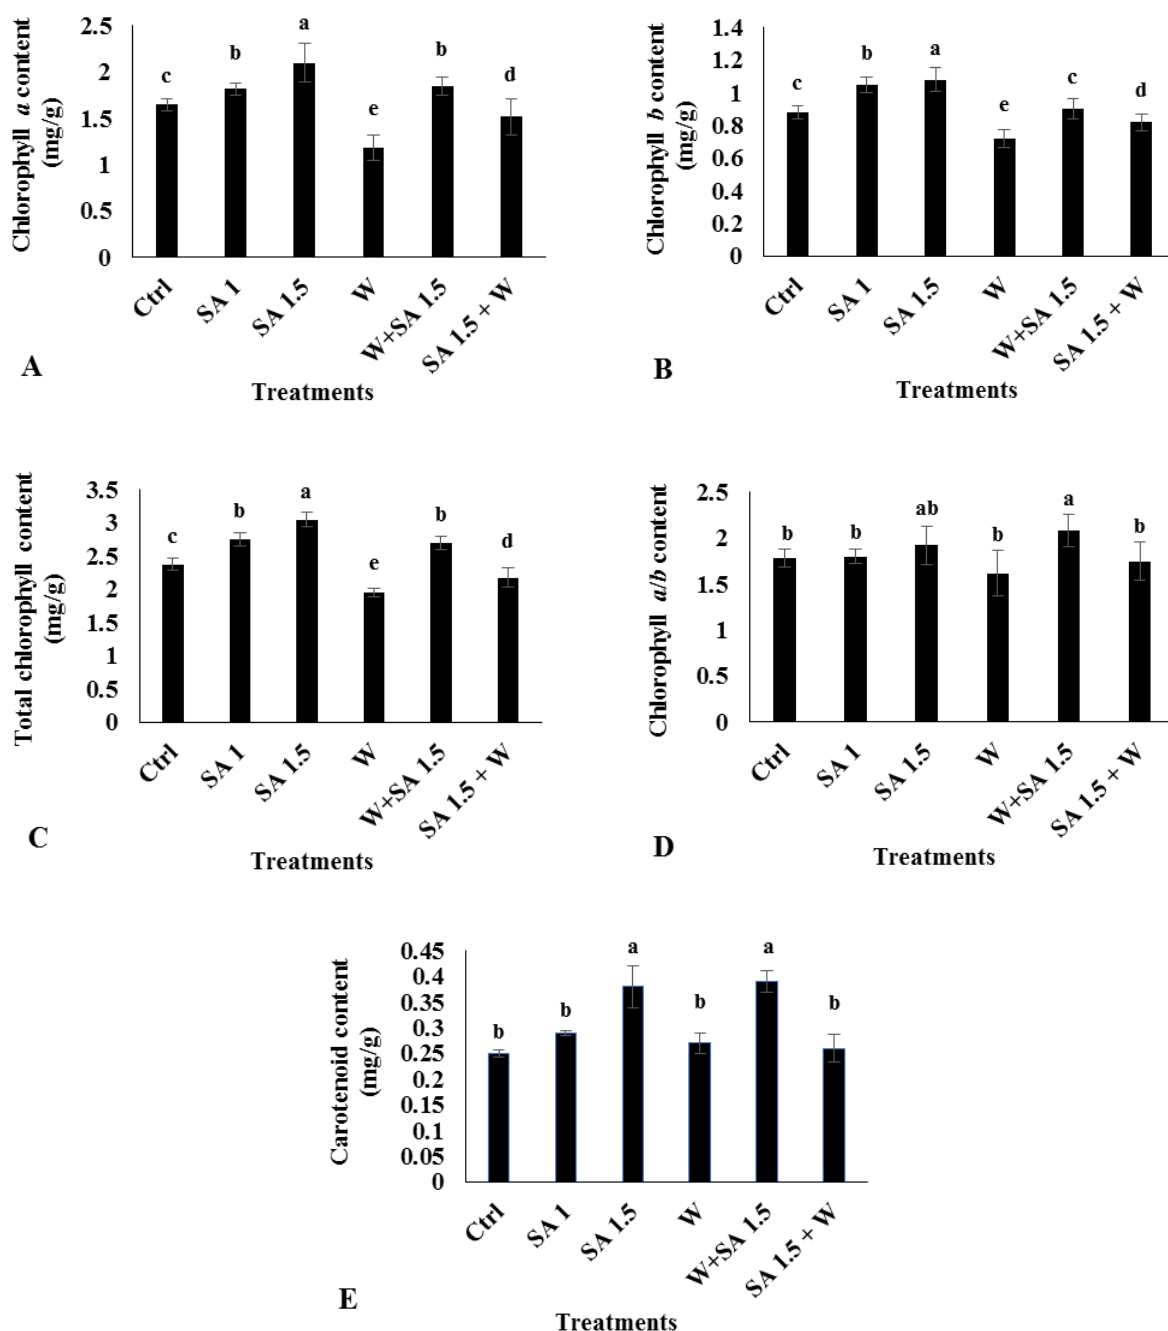 Chlorophyll a content
(mg/g)
2.5
2
1.5
1
0.5
0
c
b
a
e
b
d
Ctrl
SA 1
SA 1.5
W
W+SA 1.5
SA 1.5 + W
A
Treatments
Chlorophyll b content
(mg/g)
1.4
1.2
1
0.8
0.6
0.4
0.2
0
c
b
a
e
c
d
Ctrl
SA 1
SA 1.5
W
W+SA 1.5
SA 1.5 + W
B
Treatments
Total chlorophyll content
(mg/g)
3.5
3
2.5
2
1.5
1
0.5
0
c
b
a
e
b
d
Ctrl
SA 1
SA 1.5
W
W+SA 1.5
SA 1.5 + W
C
Treatments
Chlorophyll a/b content
2.5
2
1.5
1
0.5
0
b
b
ab
b
a
b
Ctrl
SA 1
SA 1.5
W
W+SA 1.5
SA 1.5 + W
D
Treatments
Carotenoid content
(mg/g)
0.45
0.4
0.35
0.3
0.25
0.2
0.15
0.1
0.05
0
b
b
a
b
a
b
Ctrl
SA 1
SA 1.5
W
W+SA 1.5
SA 1.5 + W
E
Treatments